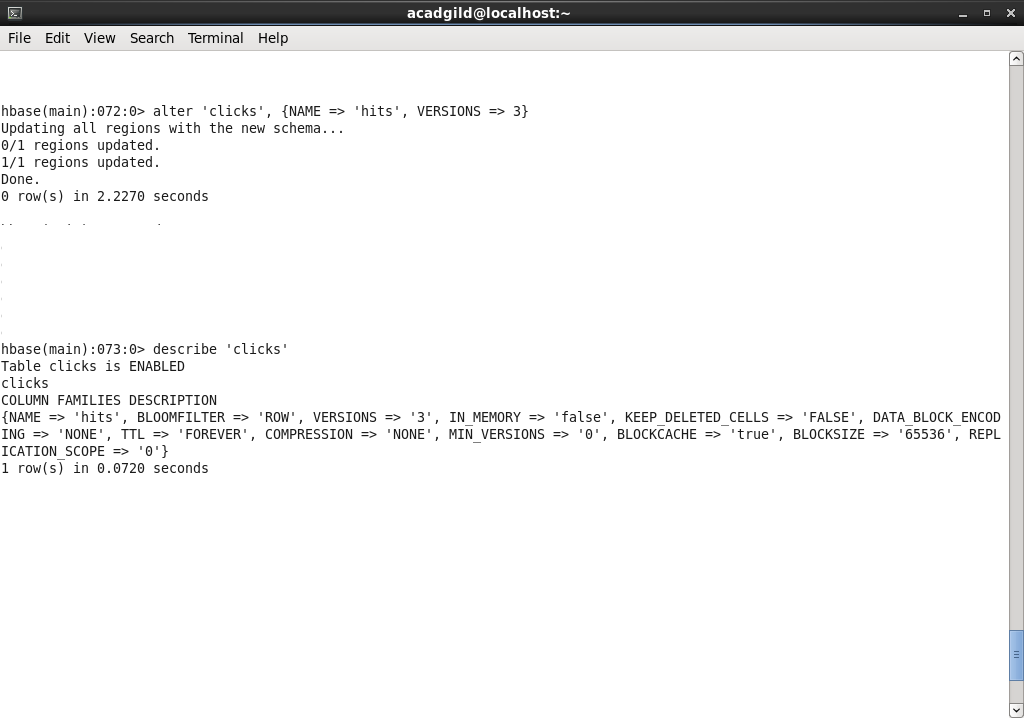 acadgild@localhost:~
File Edit View Search Terminal Help
hbase(main):072:0> alter 'clicks', {NAME => 'hits', VERSIONS => 3}
Updating all regions with the new schema...
0/1 regions updated.
1/1 regions updated.
Done.
0 row(s) in 2.2270 seconds
hbase(main):073:0> describe 'clicks'
Table clicks is ENABLED
clicks
COLUMN FAMILIES DESCRIPTION
{NAME => 'hits', BLOOMFILTER => 'ROW', VERSIONS => '3', IN_MEMORY => 'false', KEEP_DELETED_CELLS => 'FALSE', DATA_BLOCK_ENCOD
ING => 'NONE', TTL => 'FOREVER', COMPRESSION => 'NONE', MIN_VERSIONS => '0', BLOCKCACHE => 'true', BLOCKSIZE => '65536', REPL
ICATION_SCOPE => '0'}
1 row(s) in 0.0720 seconds